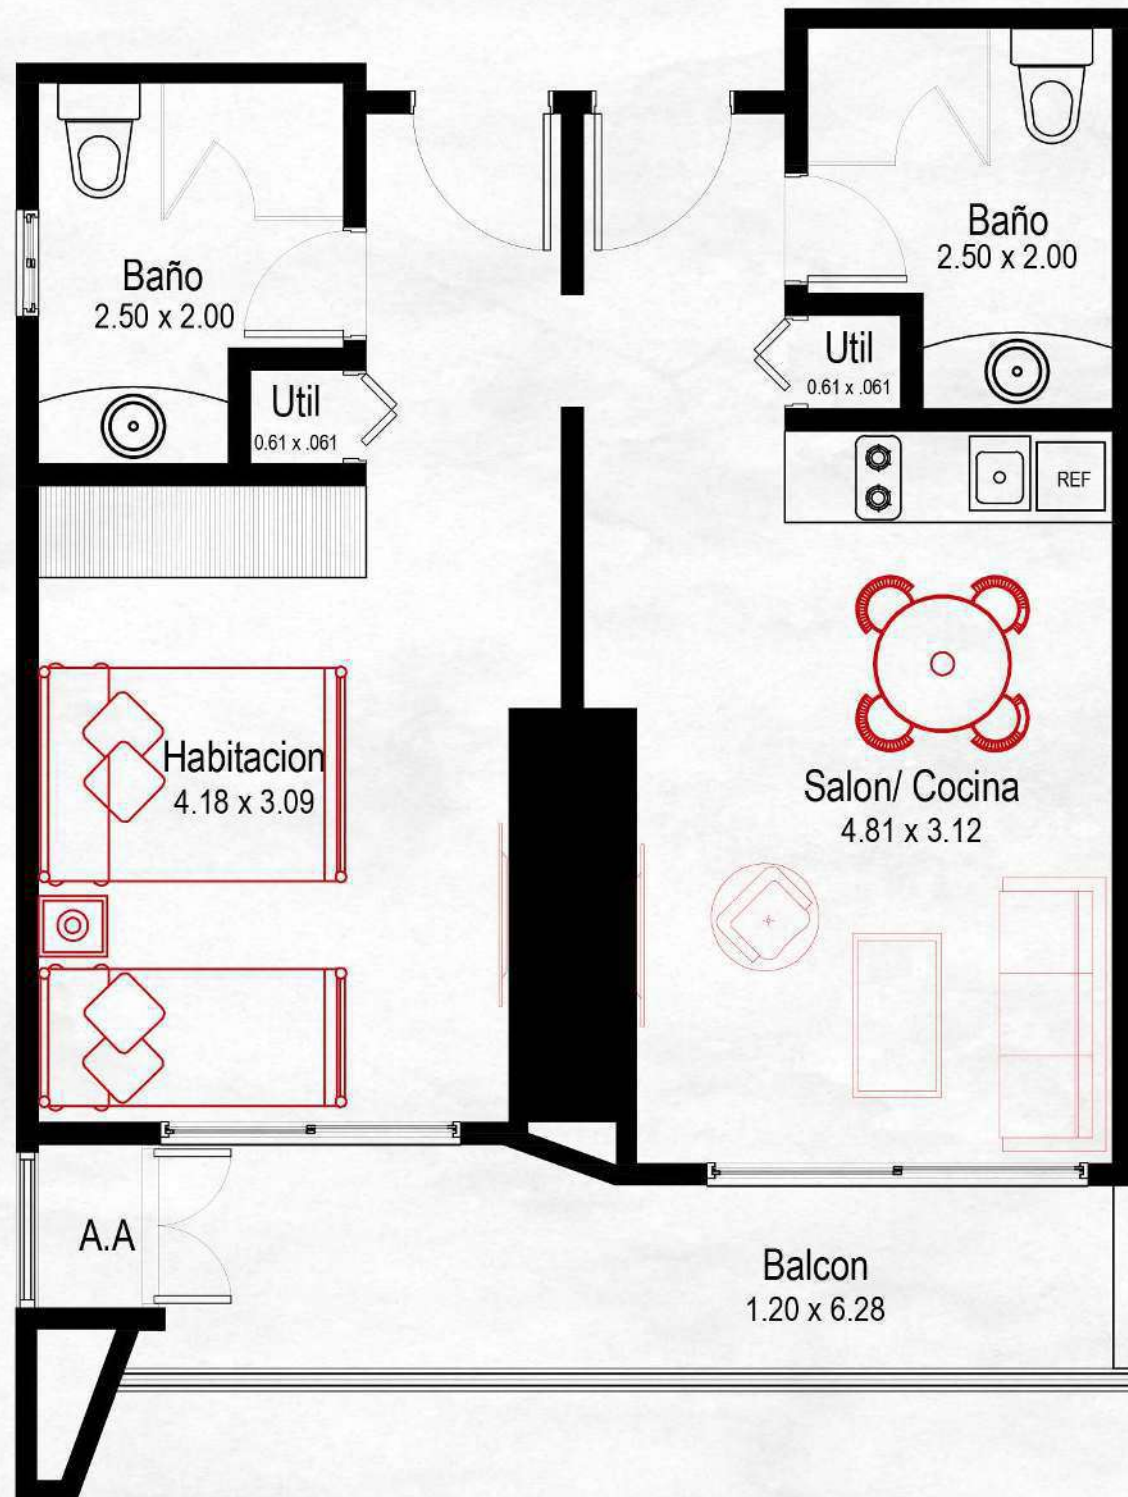 Baño
2.50 x 2.00
Baño
2.50 x 2.00
Util
0.61 x .061
Util
0.61 x .061
REF
Habitacion
4.18 x 3.09
Salon/ Cocina
4.81 x 3.12
A.A
Balcon
1.20 x 6.28